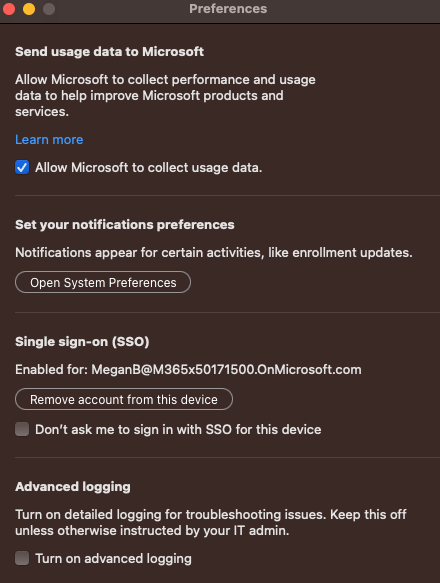 Preferences
Send usage data to Microsoft
Allow Microsoft to collect performance and usage
data to help improve Microsoft products and
services.
Learn more
Allow Microsoft to collect usage data.
Set your notifications preferences
Notifications appear for certain activities, like enrollment updates.
Open System Preferences
Single sign-on (SSO)
Enabled for: MeganB@M365x50171500.OnMicrosoft.com
Remove account from this device
Don't ask me to sign in with SSO for this device
Advanced logging
Turn on detailed logging for troubleshooting issues. Keep this off
unless otherwise instructed by your IT admin.
Turn on advanced logging